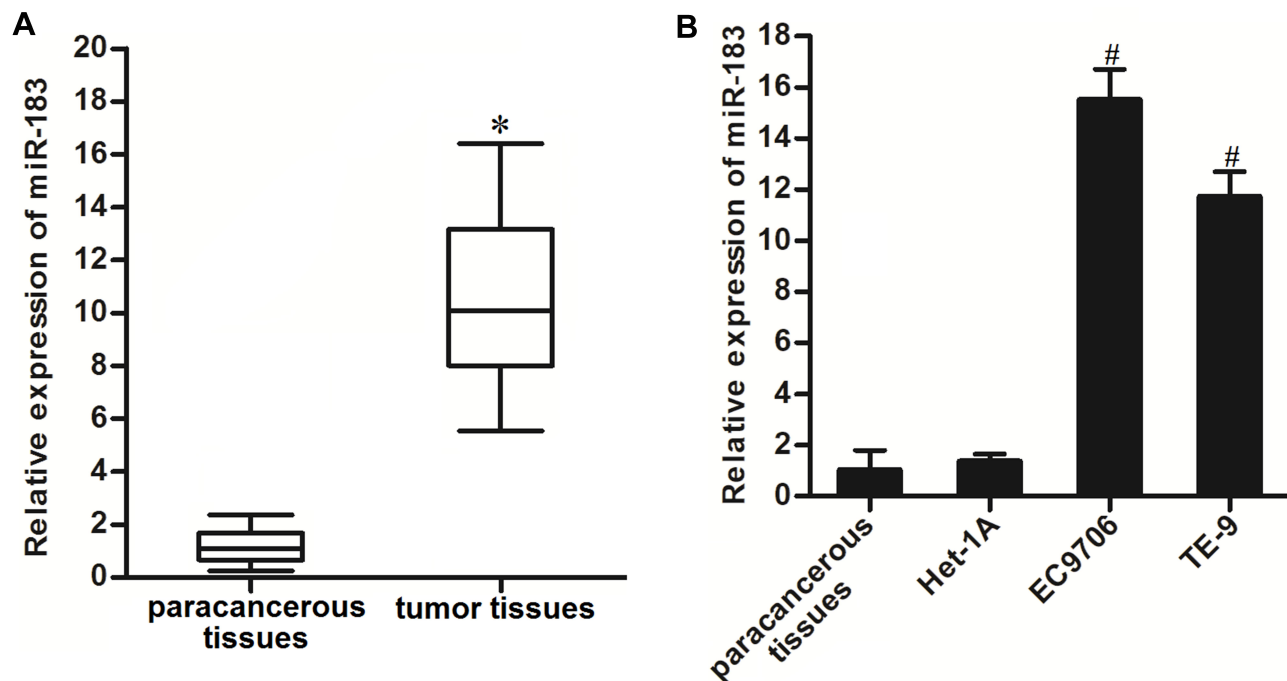 A
Relative expression of miR-183
20
18
16
14
12
10
8
6
4
2
0
*
paracancerous
tissues
tumor tissues
B
Relative expression of miR-183
18
16
14
12
10
8
6
4
2
0
#
#
paracancerous
tissues
Het-1A
EC9706
TE-9